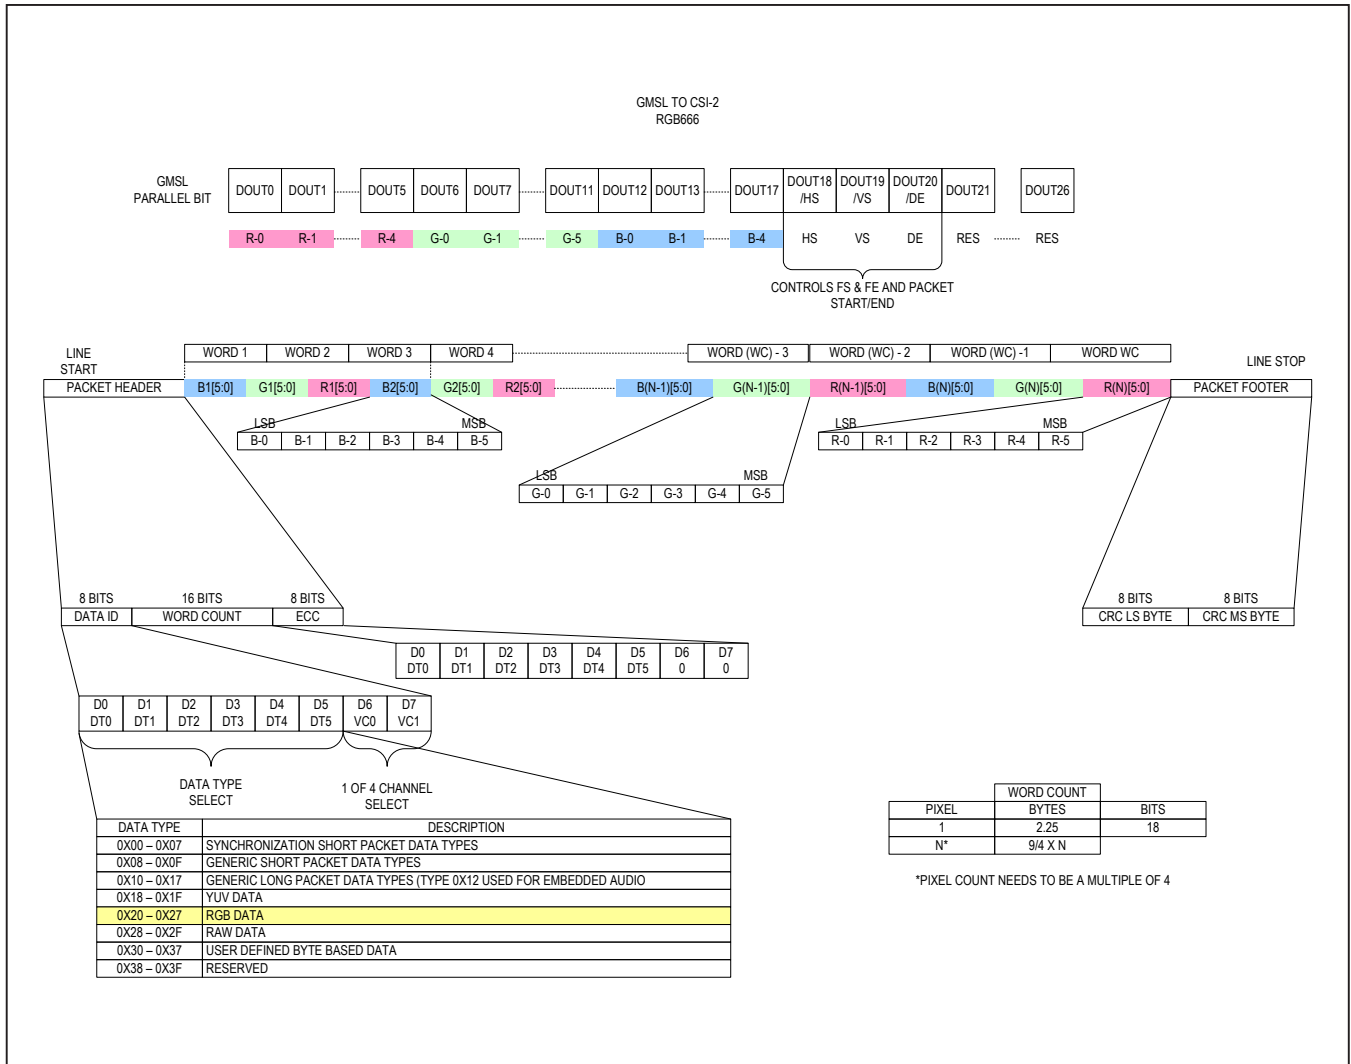 GMSL TO CSI-2
RGB666
GMSL
PARALLEL BIT
DOUT0 DOUT1 DOUT5 DOUT6 DOUT7 DOUT11 DOUT12 DOUT13 DOUT17 DOUT18 /HS DOUT19 /VS DOUT20 /DE DOUT21 DOUT26
R-0 R-1 R-4 G-0 G-1 G-5 B-0 B-1 B-4 HS VS DE RES RES
CONTROLS FS & FE AND PACKET
START/END
LINE
START
WORD 1 WORD 2 WORD 3 WORD 4 WORD (WC) - 3 WORD (WC) - 2 WORD (WC) -1 WORD WC
LINE STOP
PACKET HEADER B1[5:0] G1[5:0] R1[5:0] B2[5:0] G2[5:0] R2[5:0] B(N-1)[5:0] G(N-1)[5:0] R(N-1)[5:0] B(N)[5:0] G(N)[5:0] R(N)[5:0] PACKET FOOTER
LSB MSB LSB MSB
B-0 B-1 B-2 B-3 B-4 B-5 R-0 R-1 R-2 R-3 R-4 R-5
LSB MSB
G-0 G-1 G-2 G-3 G-4 G-5
8 BITS 16 BITS 8 BITS 8 BITS 8 BITS
DATA ID WORD COUNT ECC CRC LS BYTE CRC MS BYTE
D0 D1 D2 D3 D4 D5 D6 D7
DT0 DT1 DT2 DT3 DT4 DT5 0 0
D0 D1 D2 D3 D4 D5 D6 D7
DT0 DT1 DT2 DT3 DT4 DT5 VC0 VC1
DATA TYPE
SELECT
1 OF 4 CHANNEL
SELECT
DATA TYPE DESCRIPTION
0X00 – 0X07 SYNCHRONIZATION SHORT PACKET DATA TYPES
0X08 – 0X0F GENERIC SHORT PACKET DATA TYPES
0X10 – 0X17 GENERIC LONG PACKET DATA TYPES (TYPE 0X12 USED FOR EMBEDDED AUDIO
0X18 – 0X1F YUV DATA
0X20 – 0X27 RGB DATA
0X28 – 0X2F RAW DATA
0X30 – 0X37 USER DEFINED BYTE BASED DATA
0X38 – 0X3F RESERVED
WORD COUNT
PIXEL BYTES BITS
1 2.25 18
N* 9/4 X N
*PIXEL COUNT NEEDS TO BE A MULTIPLE OF 4